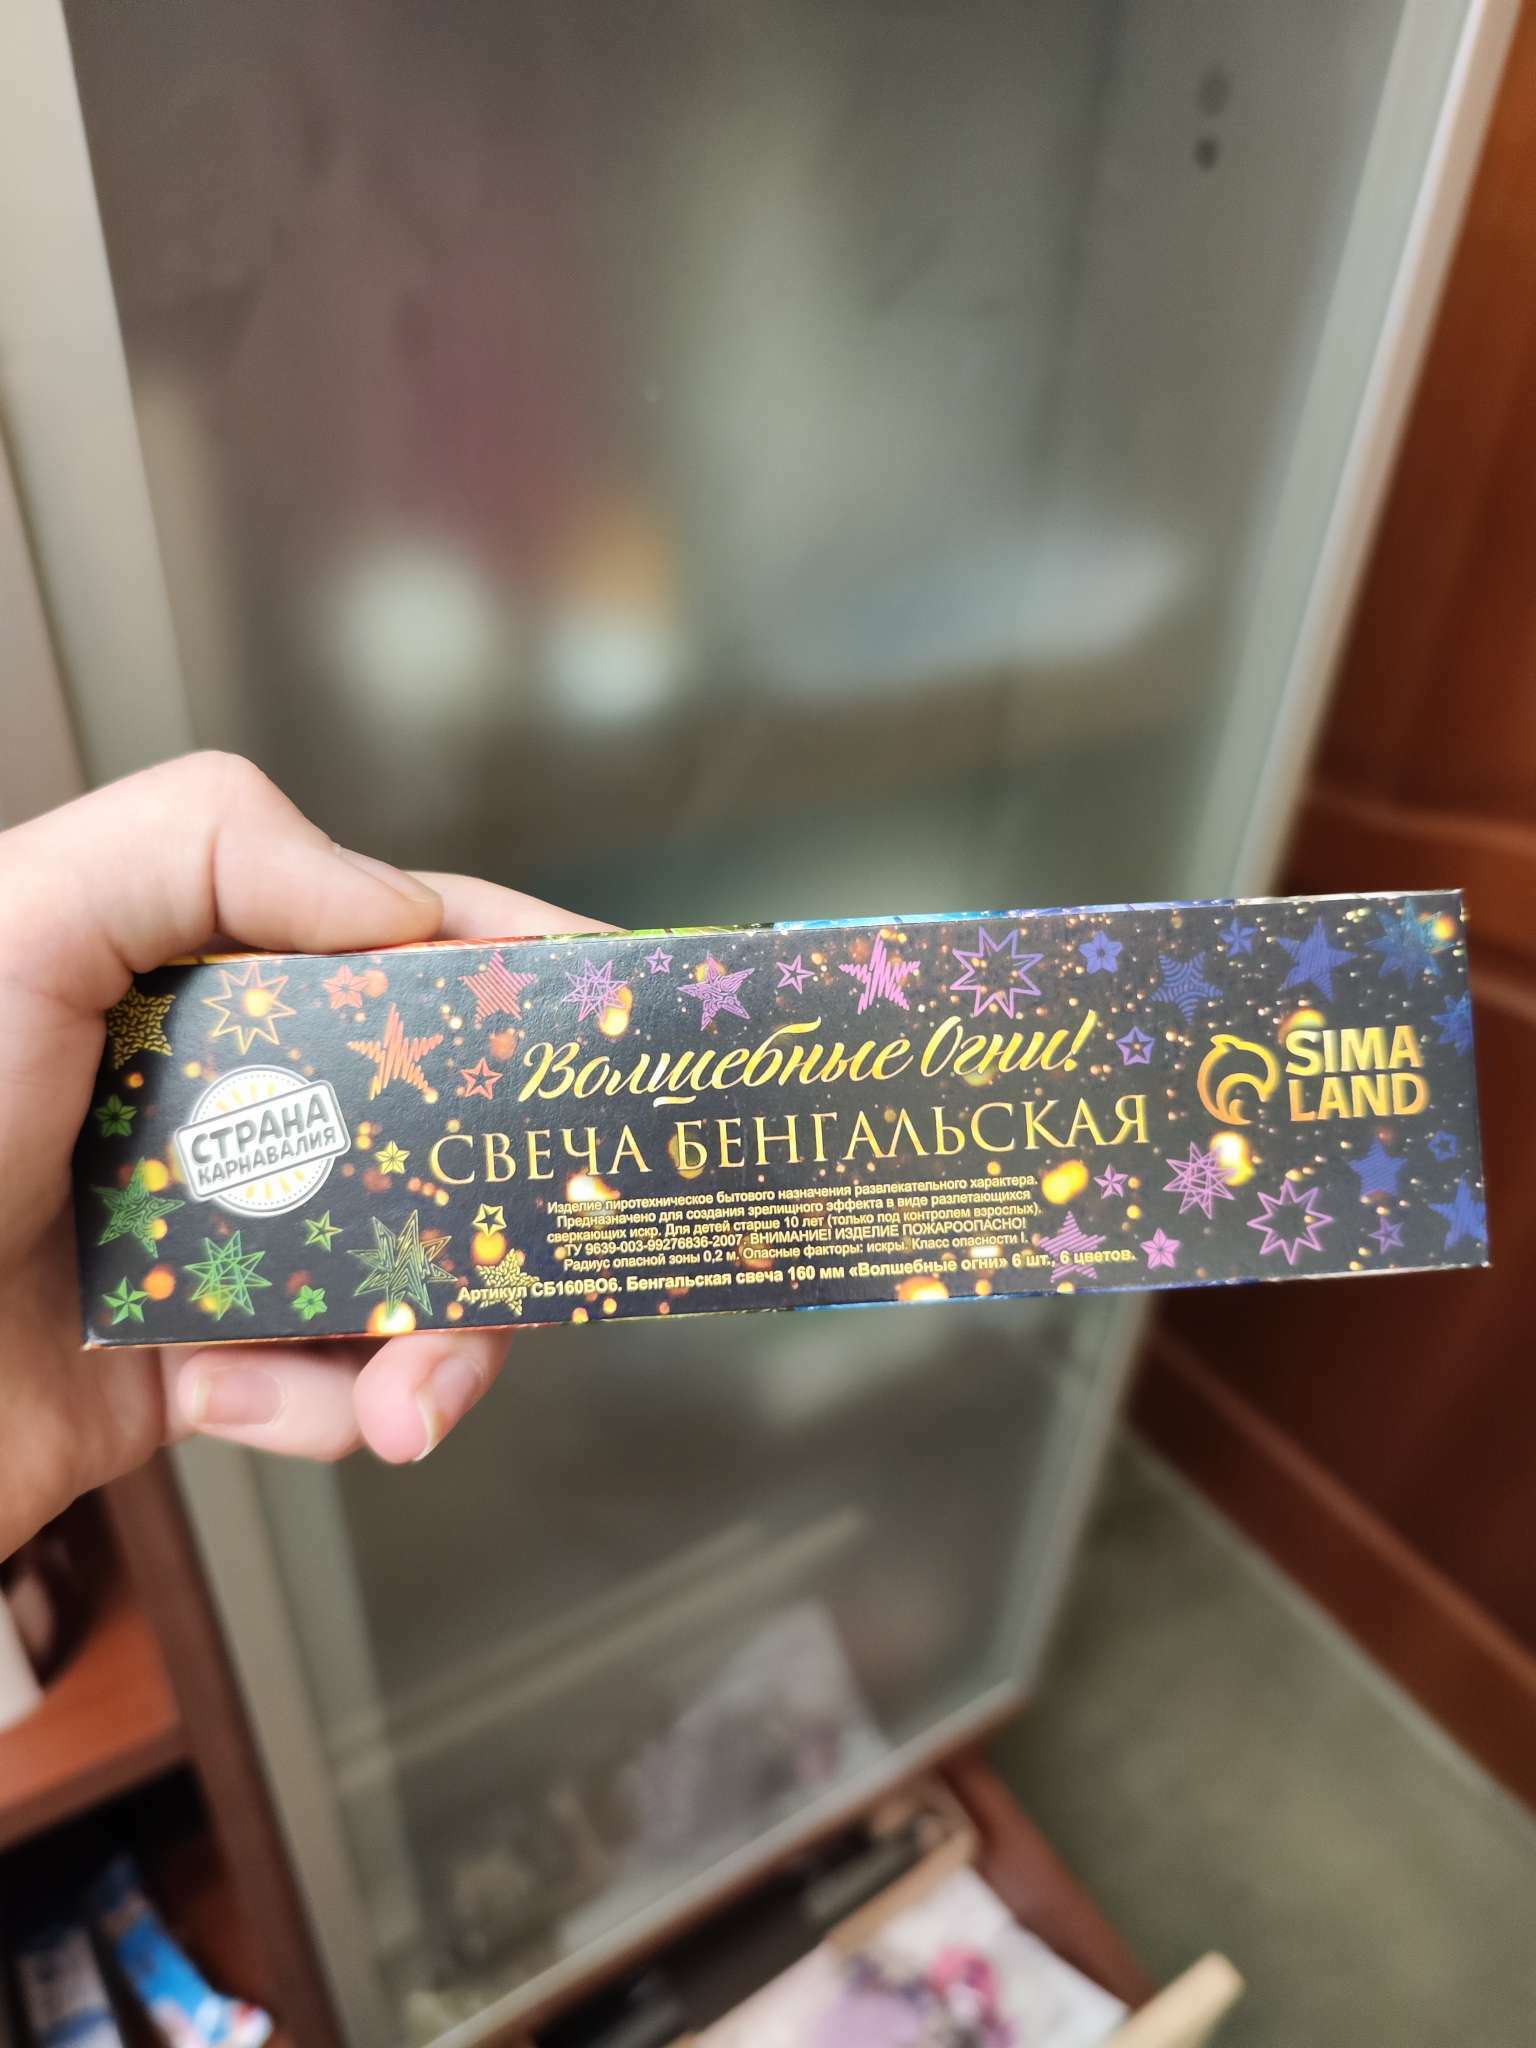 Волшебные Огни!
СВЕЧА БЕНГАЛЬСКАЯ
СТРАНА
КАРНАВАЛИЯ
SIMA
LAND
Изделие пиротехническое бытового назначения развлекательного характера.
Предназначено для создания зрелищного эффекта в виде разлетающихся
сверкающих искр. Для детей старше 10 лет (только под контролем взрослых).
ТУ 9639-003-99276836-2007. ВНИМАНИЕ! ИЗДЕЛИЕ ПОЖАРООПАСНО!
Радиус опасной зоны 0,2 м. Опасные факторы: искры. Класс опасности I.
Артикул СБ160ВО6. Бенгальская свеча 160 мм «Волшебные огни» 6 шт., 6 цветов.